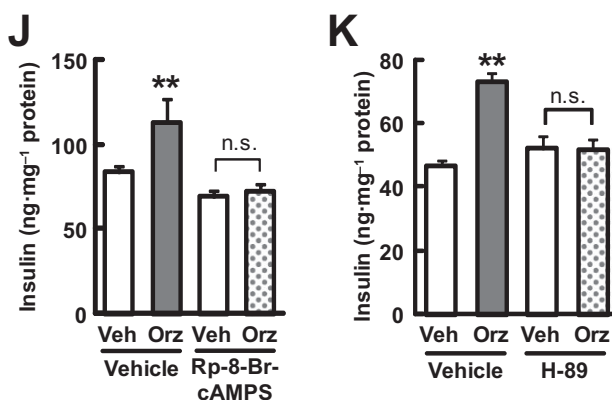 J
Insulin (ng·mg⁻¹ protein)
150
100
50
0
**
n.s.
Veh Orz Veh Orz
Vehicle Rp-8-Br-
cAMPS
K
Insulin (ng·mg⁻¹ protein)
80
60
40
20
0
**
n.s.
Veh Orz Veh Orz
Vehicle H-89